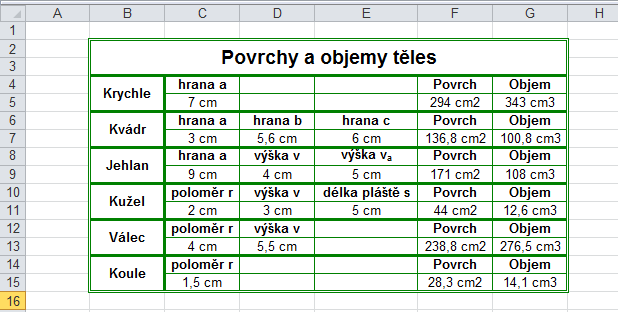 A B C D E F G H
1
2
3
Povrchy a objemy těles
4 Krychle hrana a Povrch Objem
5 7 cm 294 cm2 343 cm3
6 Kvádr hrana a hrana b hrana c Povrch Objem
7 3 cm 5,6 cm 6 cm 136,8 cm2 100,8 cm3
8 Jehlan hrana a výška v výška vₐ Povrch Objem
9 9 cm 4 cm 5 cm 171 cm2 108 cm3
10 Kužel poloměr r výška v délka pláště s Povrch Objem
11 2 cm 3 cm 5 cm 44 cm2 12,6 cm3
12 Válec poloměr r výška v Povrch Objem
13 4 cm 5,5 cm 238,8 cm2 276,5 cm3
14 Koule poloměr r Povrch Objem
15 1,5 cm 28,3 cm2 14,1 cm3
16